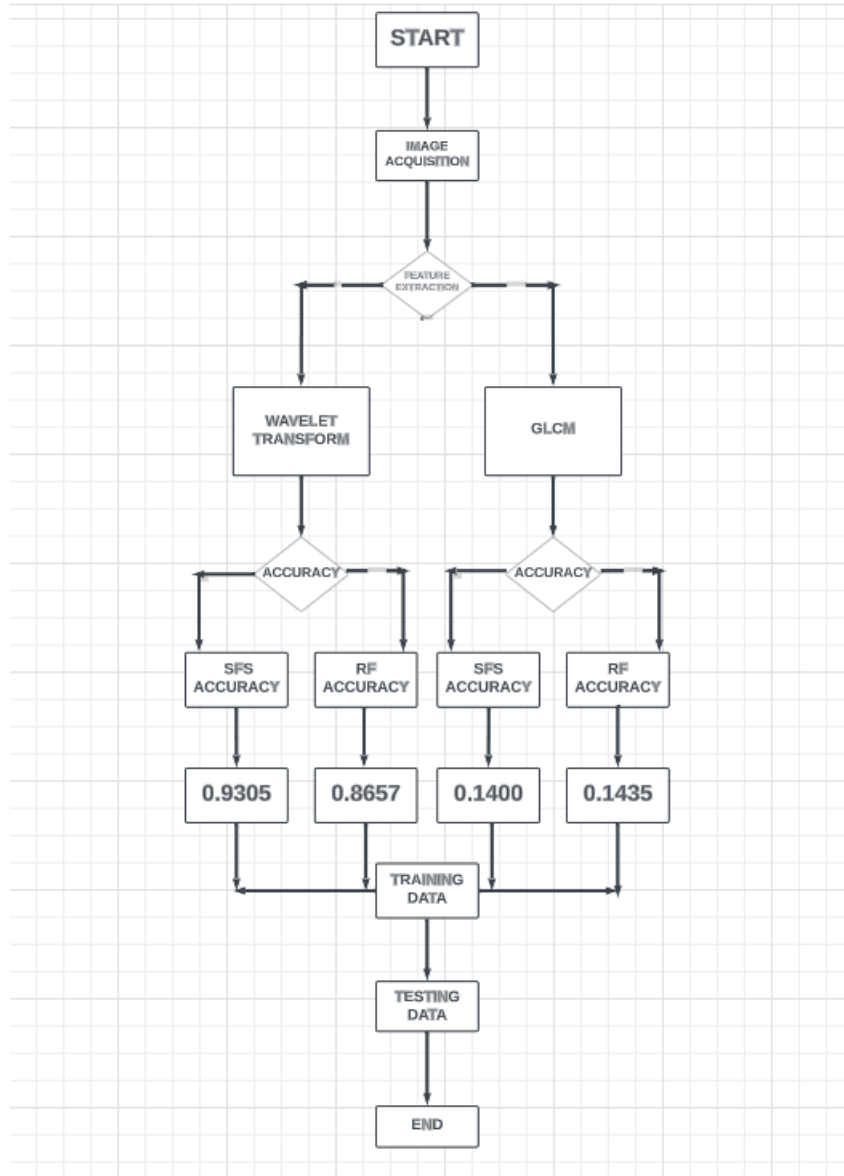 START
IMAGE
ACQUISITION
FEATURE
EXTRACTION
WAVELET
TRANSFORM
GLCM
ACCURACY
ACCURACY
SFS
ACCURACY
RF
ACCURACY
SFS
ACCURACY
RF
ACCURACY
0.9305
0.8657
0.1400
0.1435
TRAINING
DATA
TESTING
DATA
END